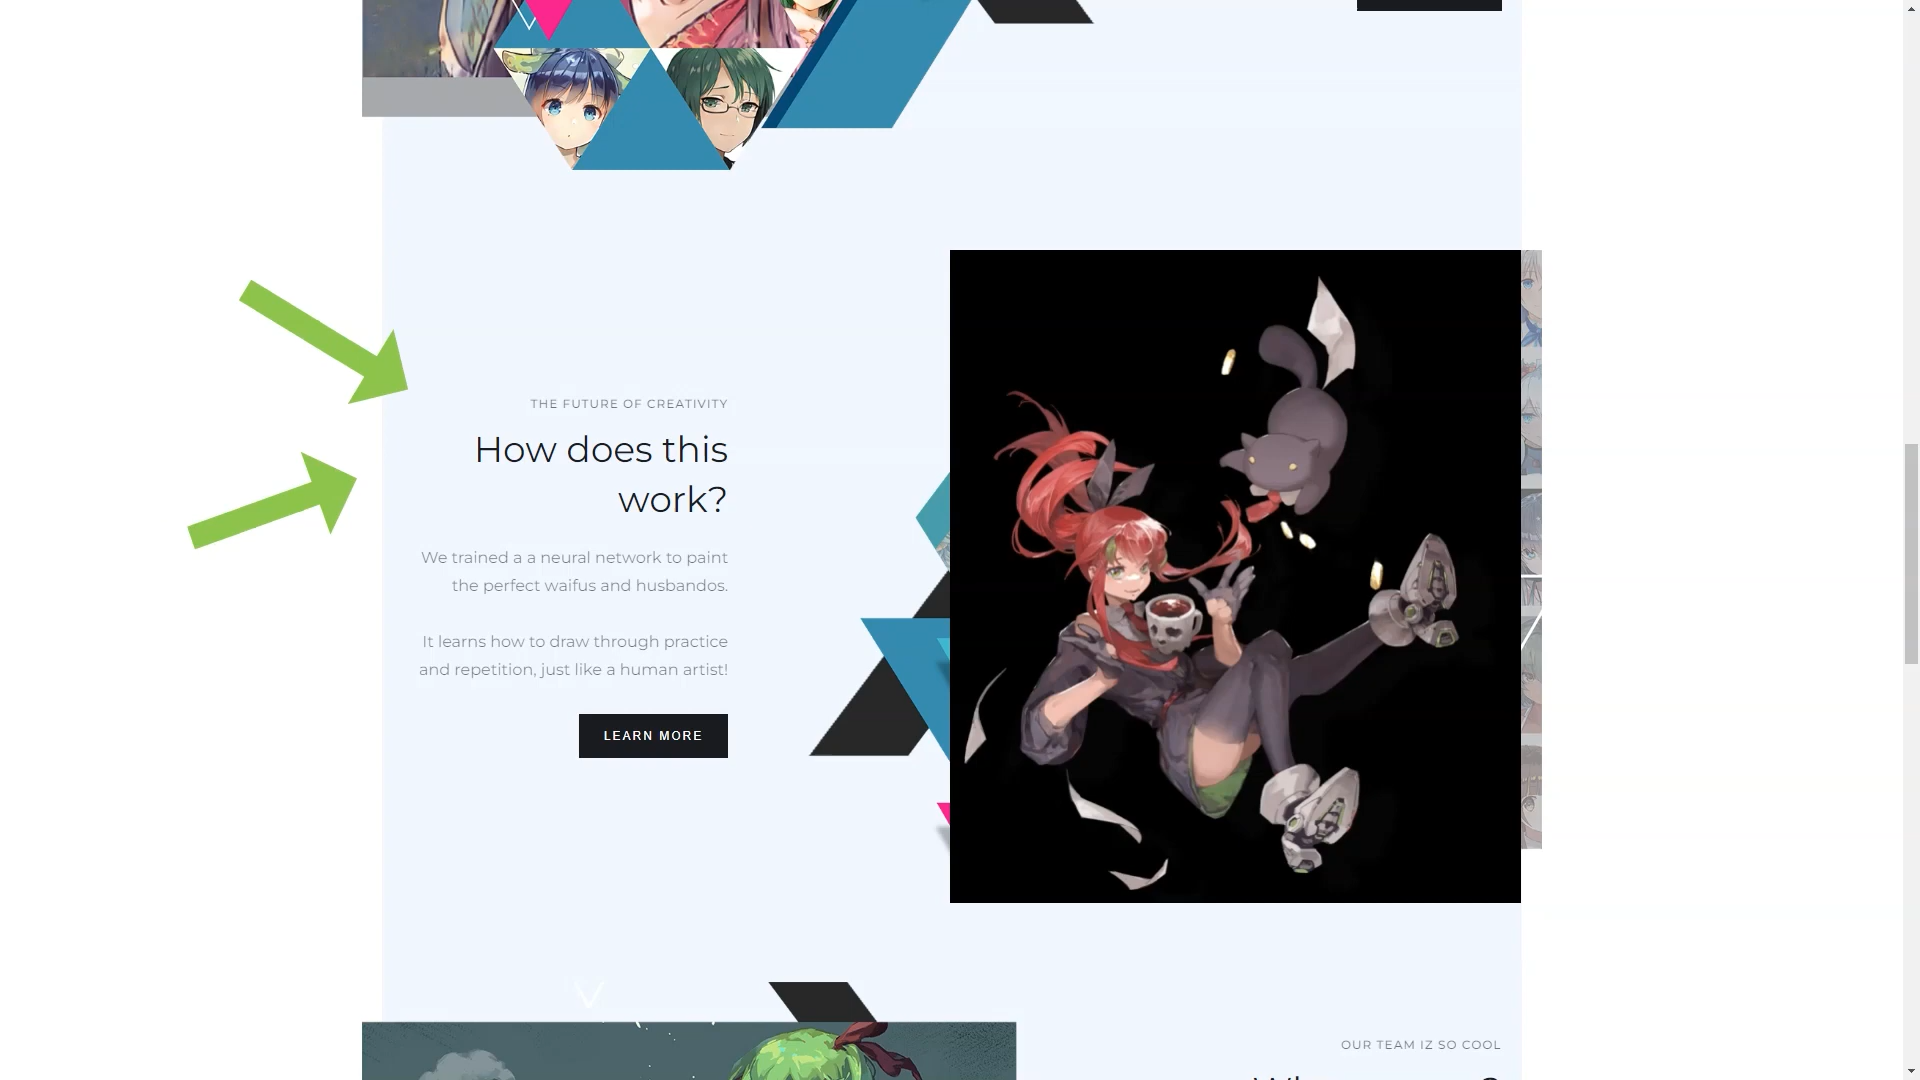 THE FUTURE OF CREATIVITY
How does this
work?
We trained a a neural network to paint
the perfect waifus and husbandos.
It learns how to draw through practice
and repetition, just like a human artist!
LEARN MORE
OUR TEAM IZ SO COOL